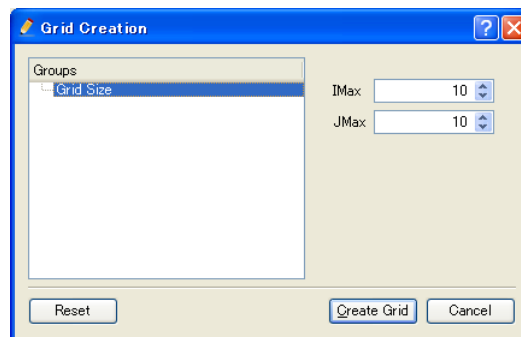 Grid Creation
Groups
Grid Size
IMax 10
JMax 10
Reset
Create Grid
Cancel